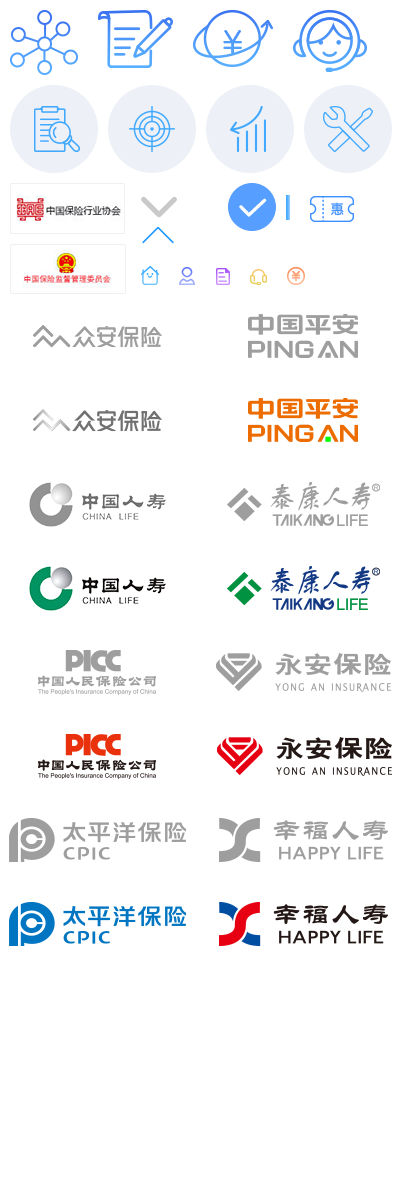 ¥
中国保险行业协会
惠
中国保险监督管理委员会
¥
众安保险
中国平安
PING AN
众安保险
中国平安
PING AN
中国人寿
CHINA LIFE
泰康人寿®
TAIKANG LIFE
中国人寿
CHINA LIFE
泰康人寿®
TAIKANG LIFE
PICC
中国人民保险公司
The People's Insurance Company of China
永安保险
YONG AN INSURANCE
PICC
中国人民保险公司
The People's Insurance Company of China
永安保险
YONG AN INSURANCE
太平洋保险
CPIC
幸福人寿
HAPPY LIFE
太平洋保险
CPIC
幸福人寿
HAPPY LIFE